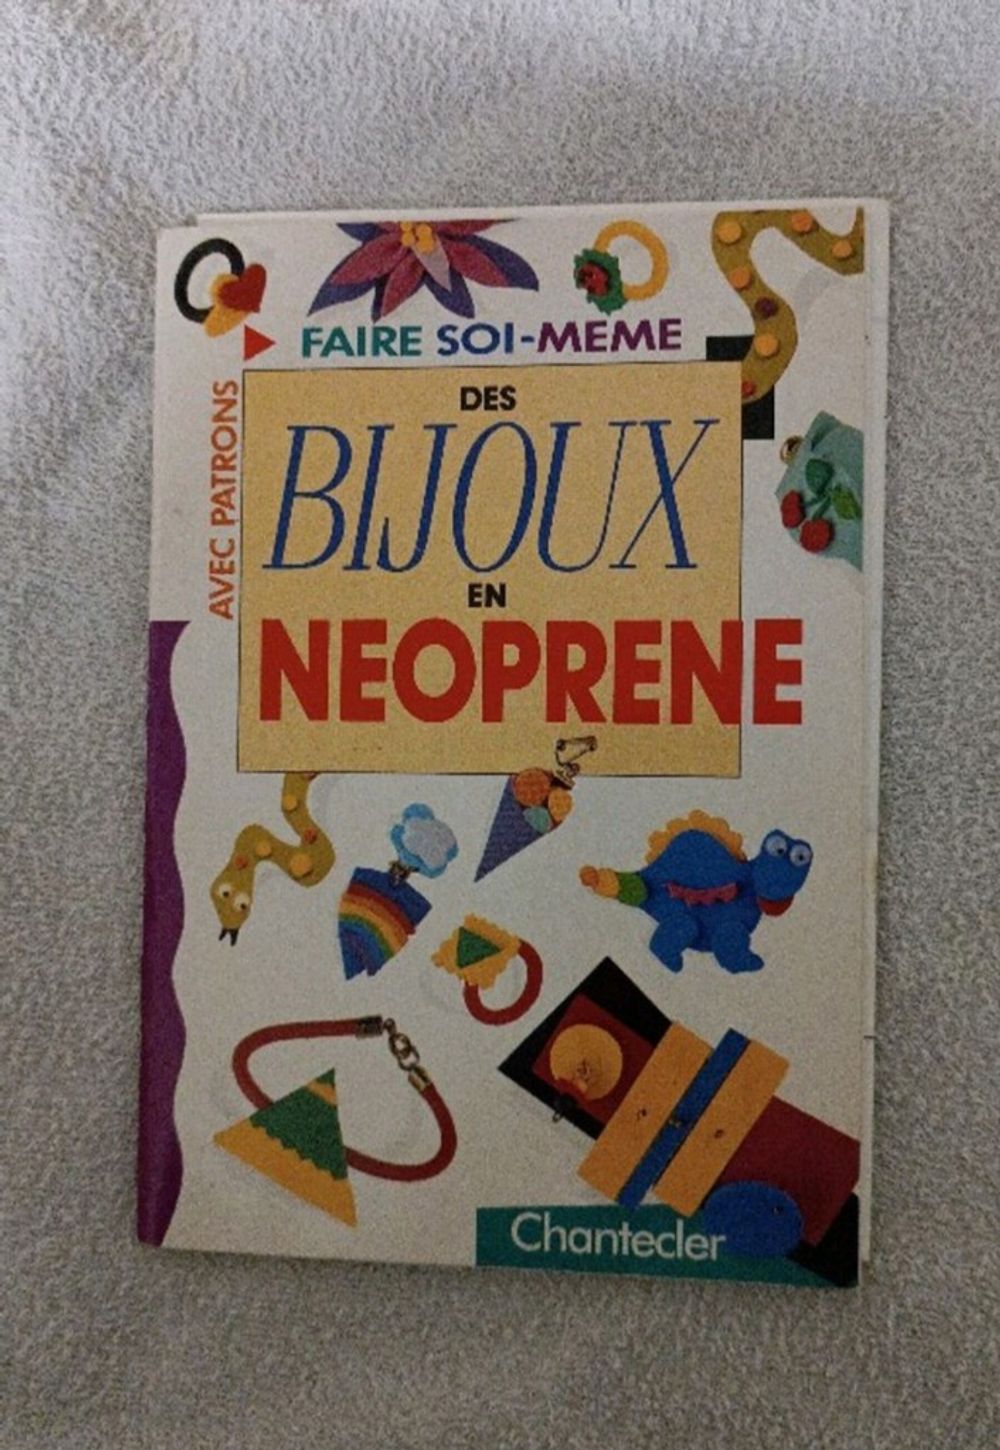 FAIRE SOI-MEME
AVEC PATRONS
DES
BIJOUX
EN
NEOPRENE
Chantecler